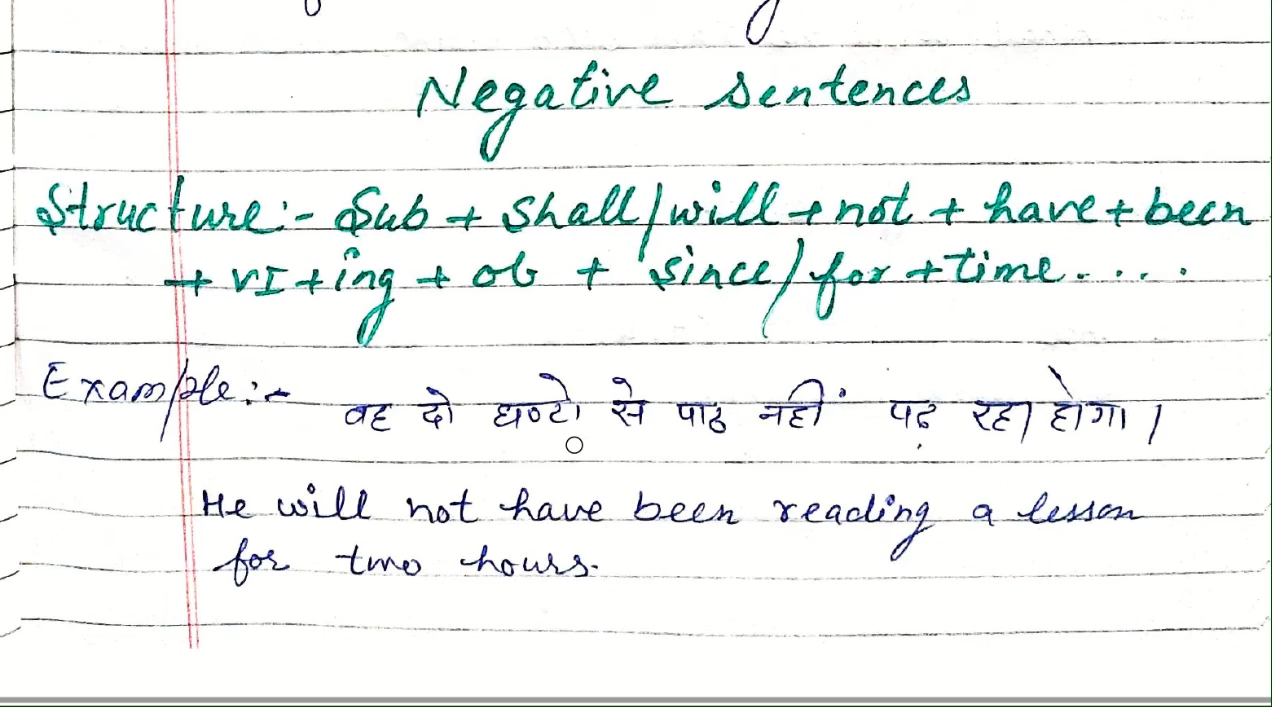 Negative Sentences
Structure:- Sub + Shall/will + not + have + been
+ VI + ing + ob + since/for + time....
Example:- वह दो घण्टो से पाठ नहीं पढ़ रहा होगा।
He will not have been reading a lesson
for two hours.